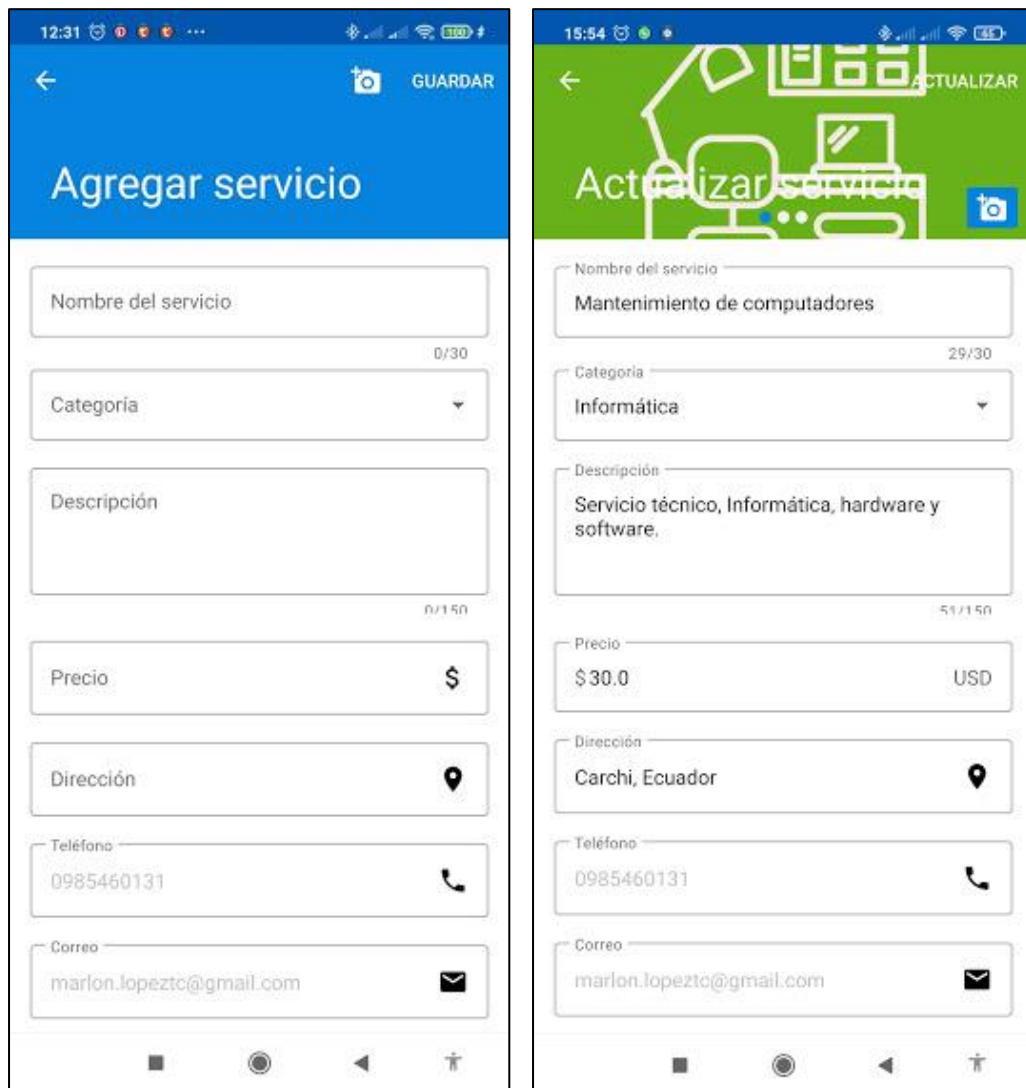 12:31
100
GUARDAR
Agregar servicio
Nombre del servicio
0/30
Categoría
Descripción
0/150
Precio
$
Dirección
Teléfono
0985460131
Correo
marlon.lopeztc@gmail.com
15:54
65
ACTUALIZAR
Actualizar servicio
Nombre del servicio
Mantenimiento de computadores
29/30
Categoría
Informática
Descripción
Servicio técnico, Informática, hardware y
software.
51/150
Precio
$ 30.0 USD
Dirección
Carchi, Ecuador
Teléfono
0985460131
Correo
marlon.lopeztc@gmail.com